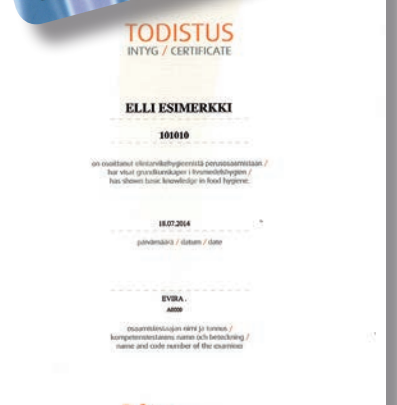 TODISTUS
INTYG / CERTIFICATE
ELLI ESIMERKKI
101010
on osoittanut elintarvikehygieenistä perusosaamistaan /
har visat grundkunskaper i livsmedelshygien /
has shown basic knowledge in food hygiene.
18.07.2014
päivämäärä / datum / date
EVIRA .
osaamistestaajan nimi ja tunnus /
kompetenstestarens namn och beteckning /
name and code number of the examiner